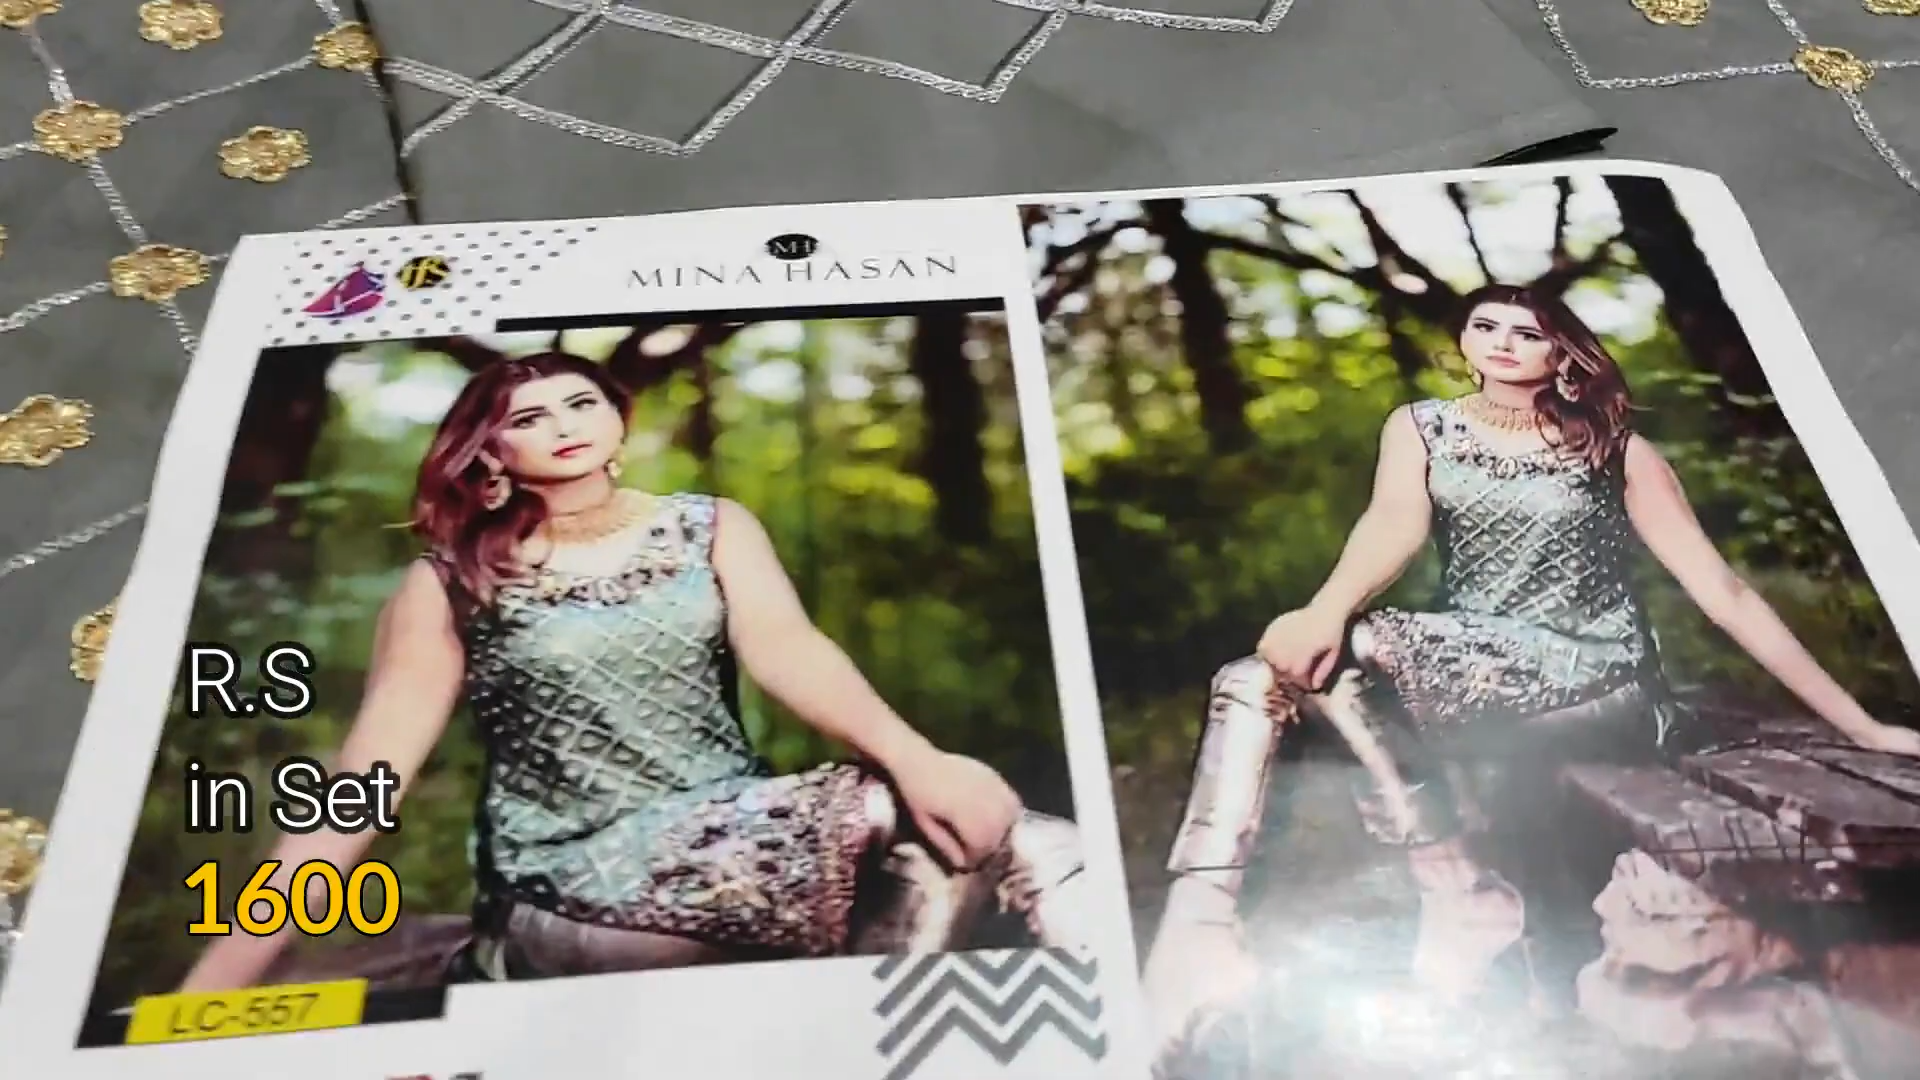 MH
MINA HASAN
R.S
in Set
1600
LC-557